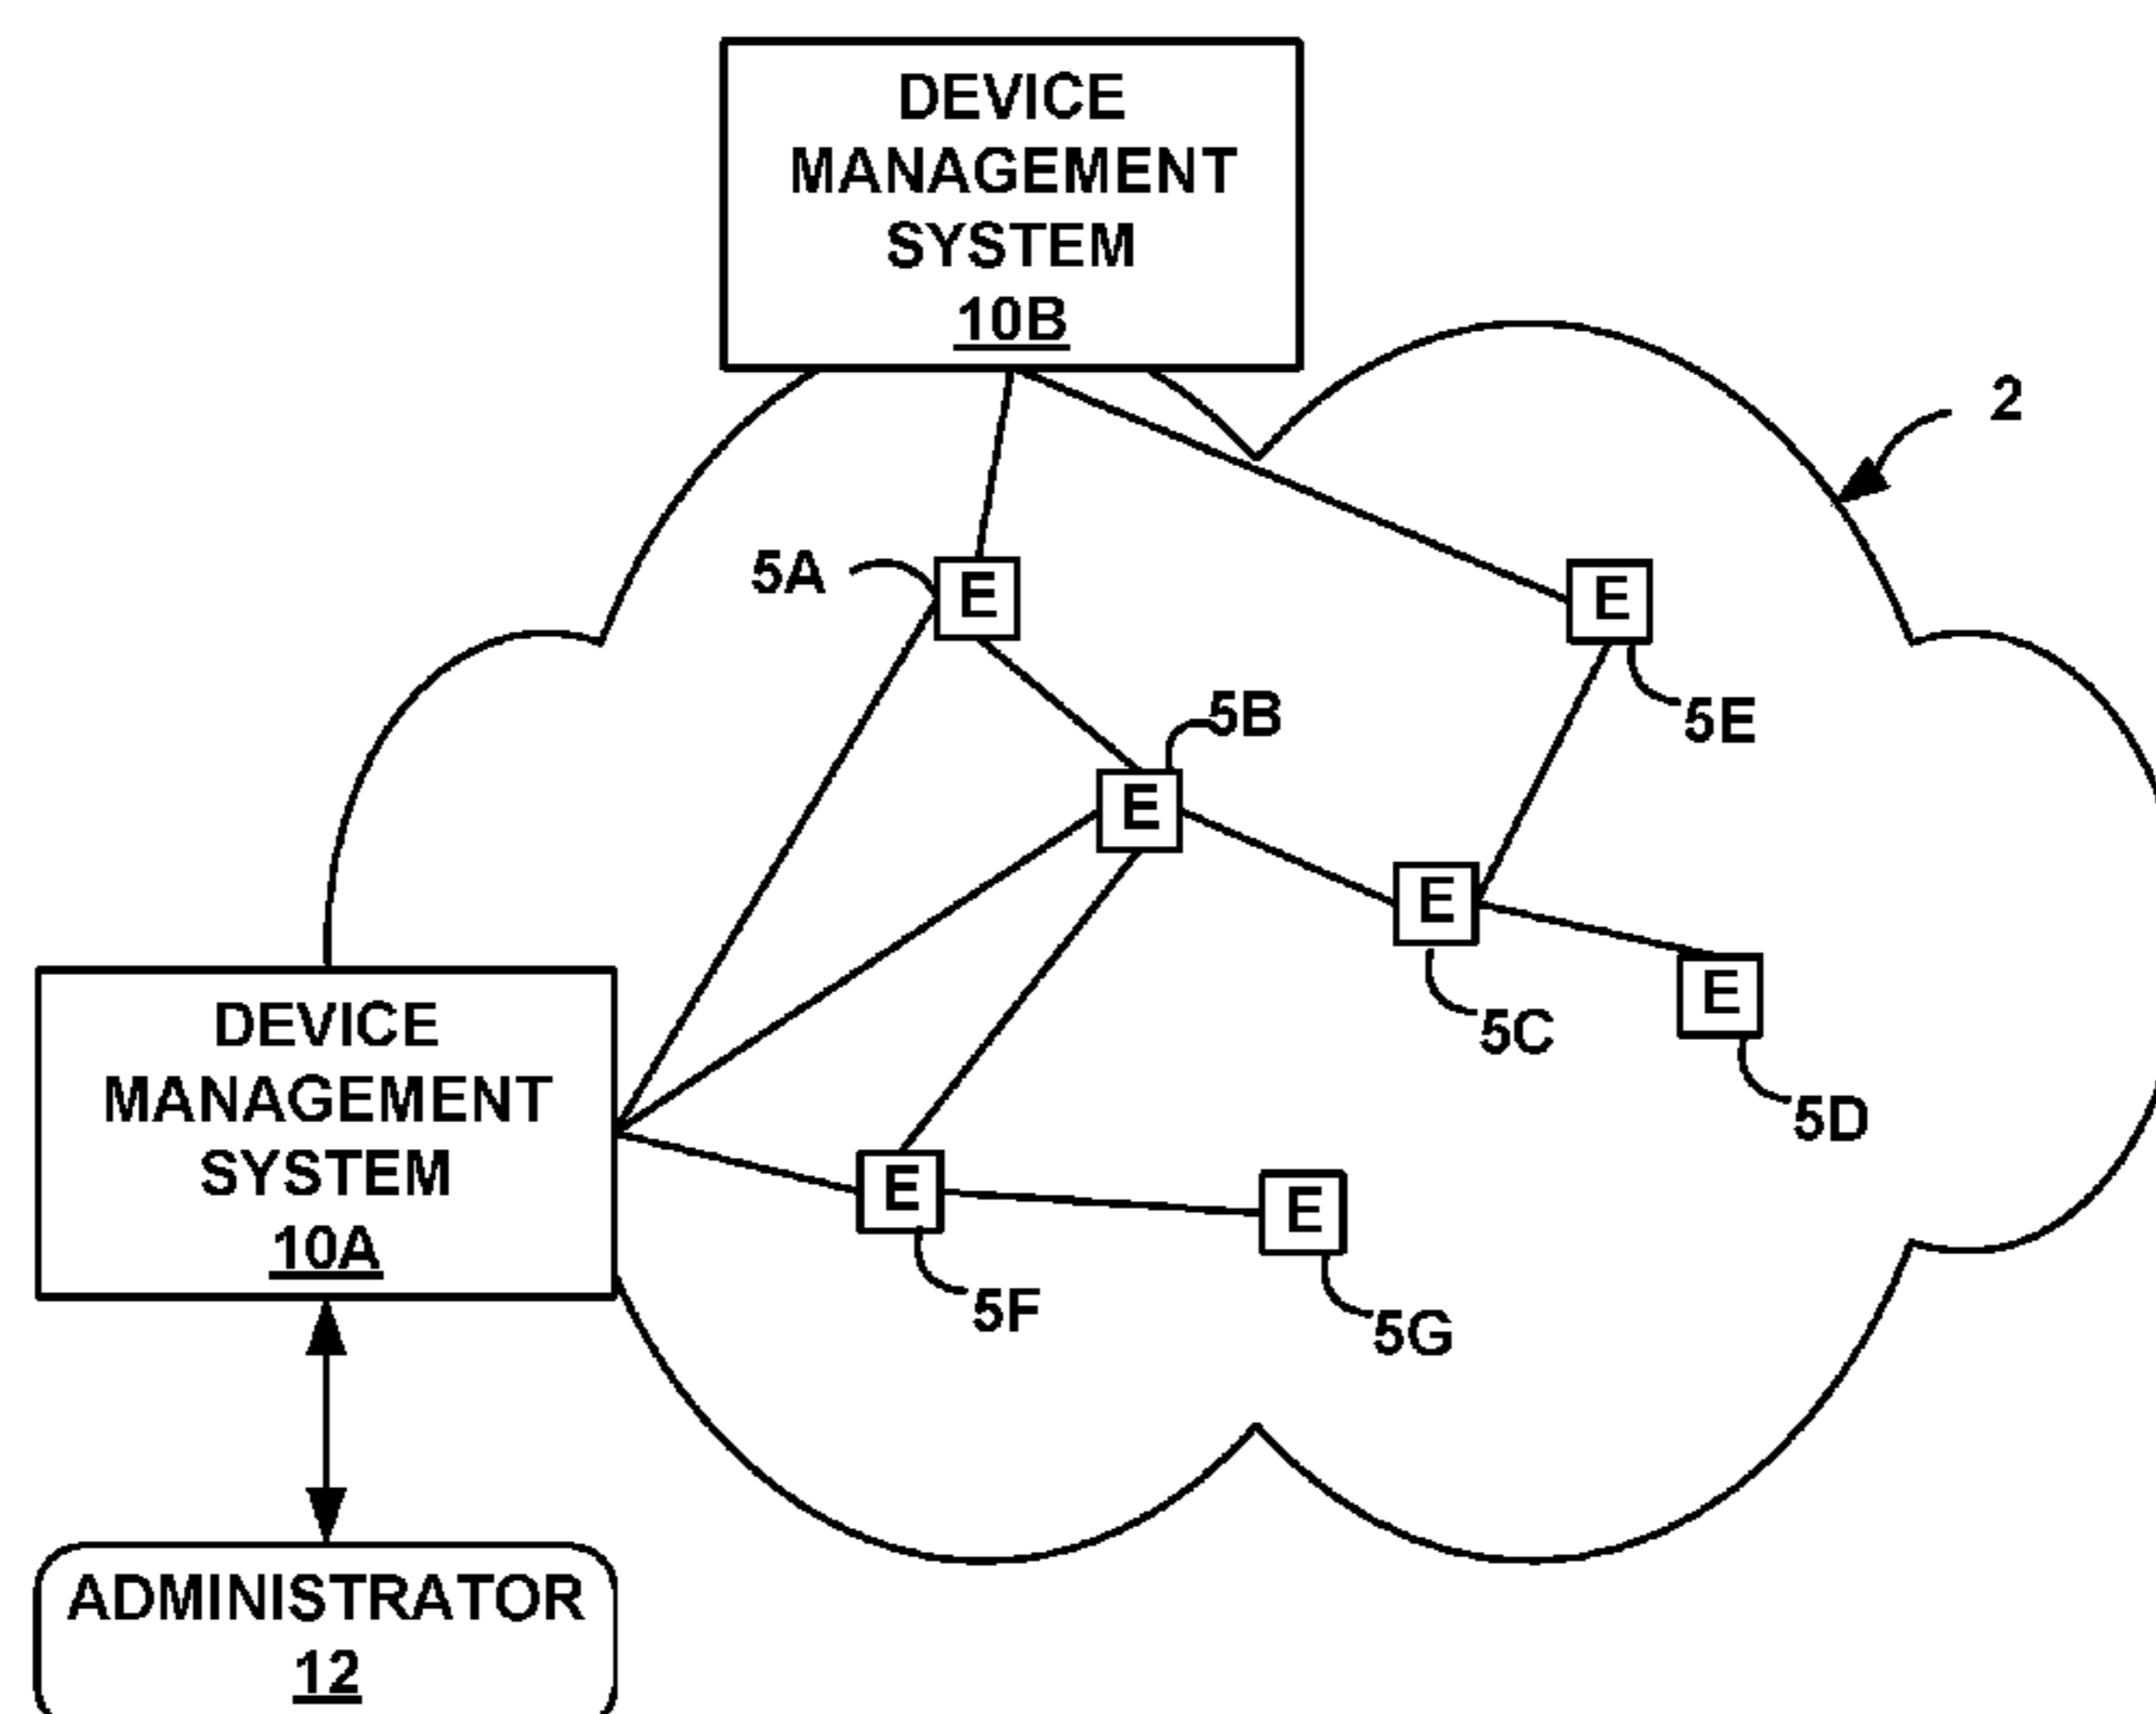 DEVICE
MANAGEMENT
SYSTEM
10B
2
5A
E
E
5E
5B
E
E
5C
E
5D
DEVICE
MANAGEMENT
SYSTEM
10A
E
5F
E
5G
ADMINISTRATOR
12